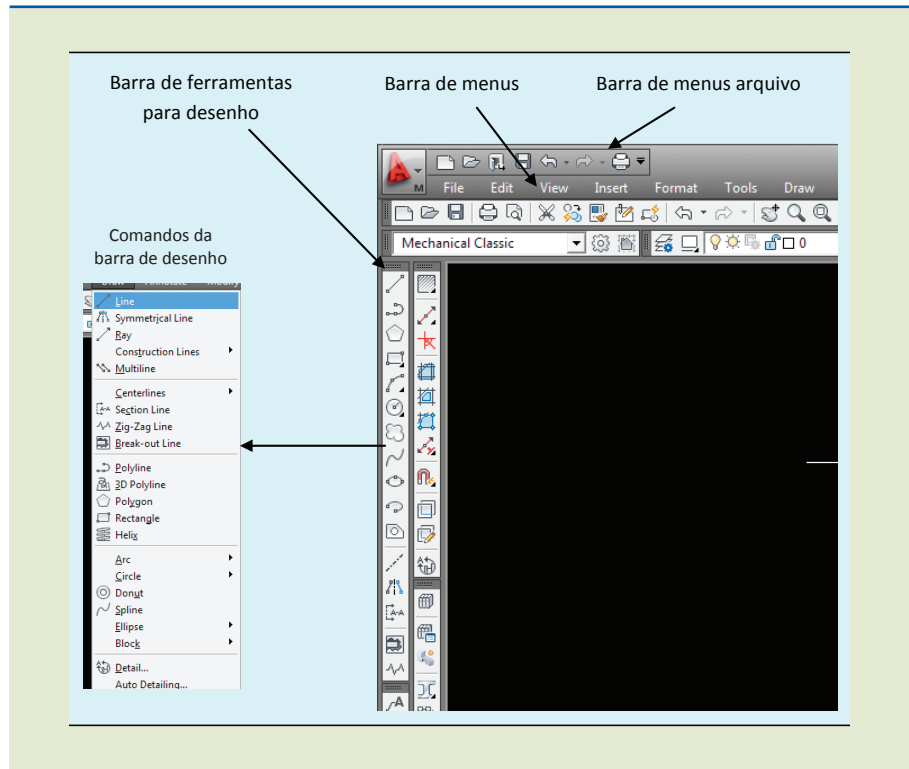 Barra de ferramentas
para desenho
Barra de menus
Barra de menus arquivo
M
File Edit View Insert Format Tools Draw
Mechanical Classic
0
Comandos da
barra de desenho
Draw Annotate Modify
Line
Symmetrical Line
Ray
Construction Lines
Multiline
Centerlines
Section Line
Zig-Zag Line
Break-out Line
Polyline
3D Polyline
Polygon
Rectangle
Helix
Arc
Circle
Donut
Spline
Ellipse
Block
Detail...
Auto Detailing...